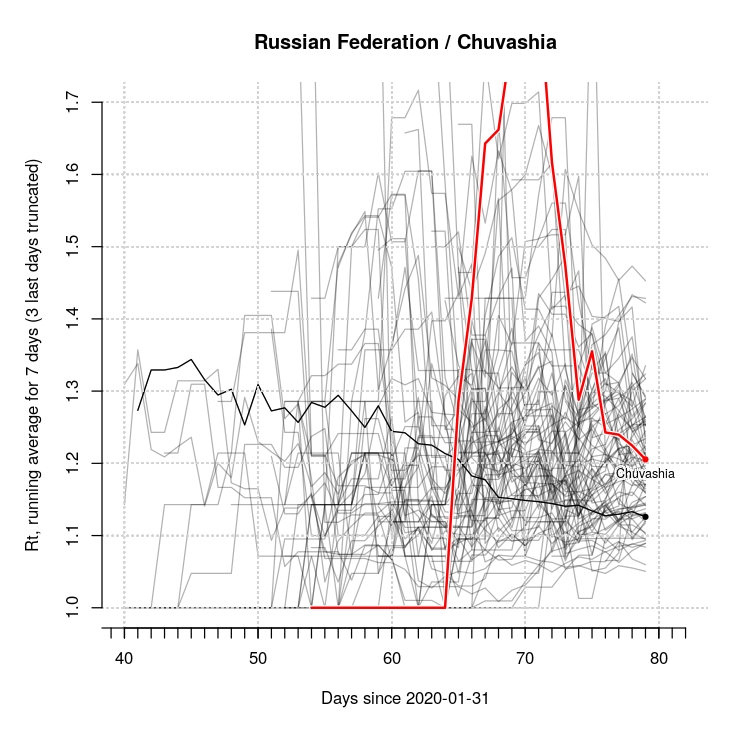 Russian Federation / Chuvashia
Rt, running average for 7 days (3 last days truncated)
1.7
1.6
1.5
1.4
1.3
1.2
1.1
1.0
Chuvashia
40 50 60 70 80
Days since 2020-01-31